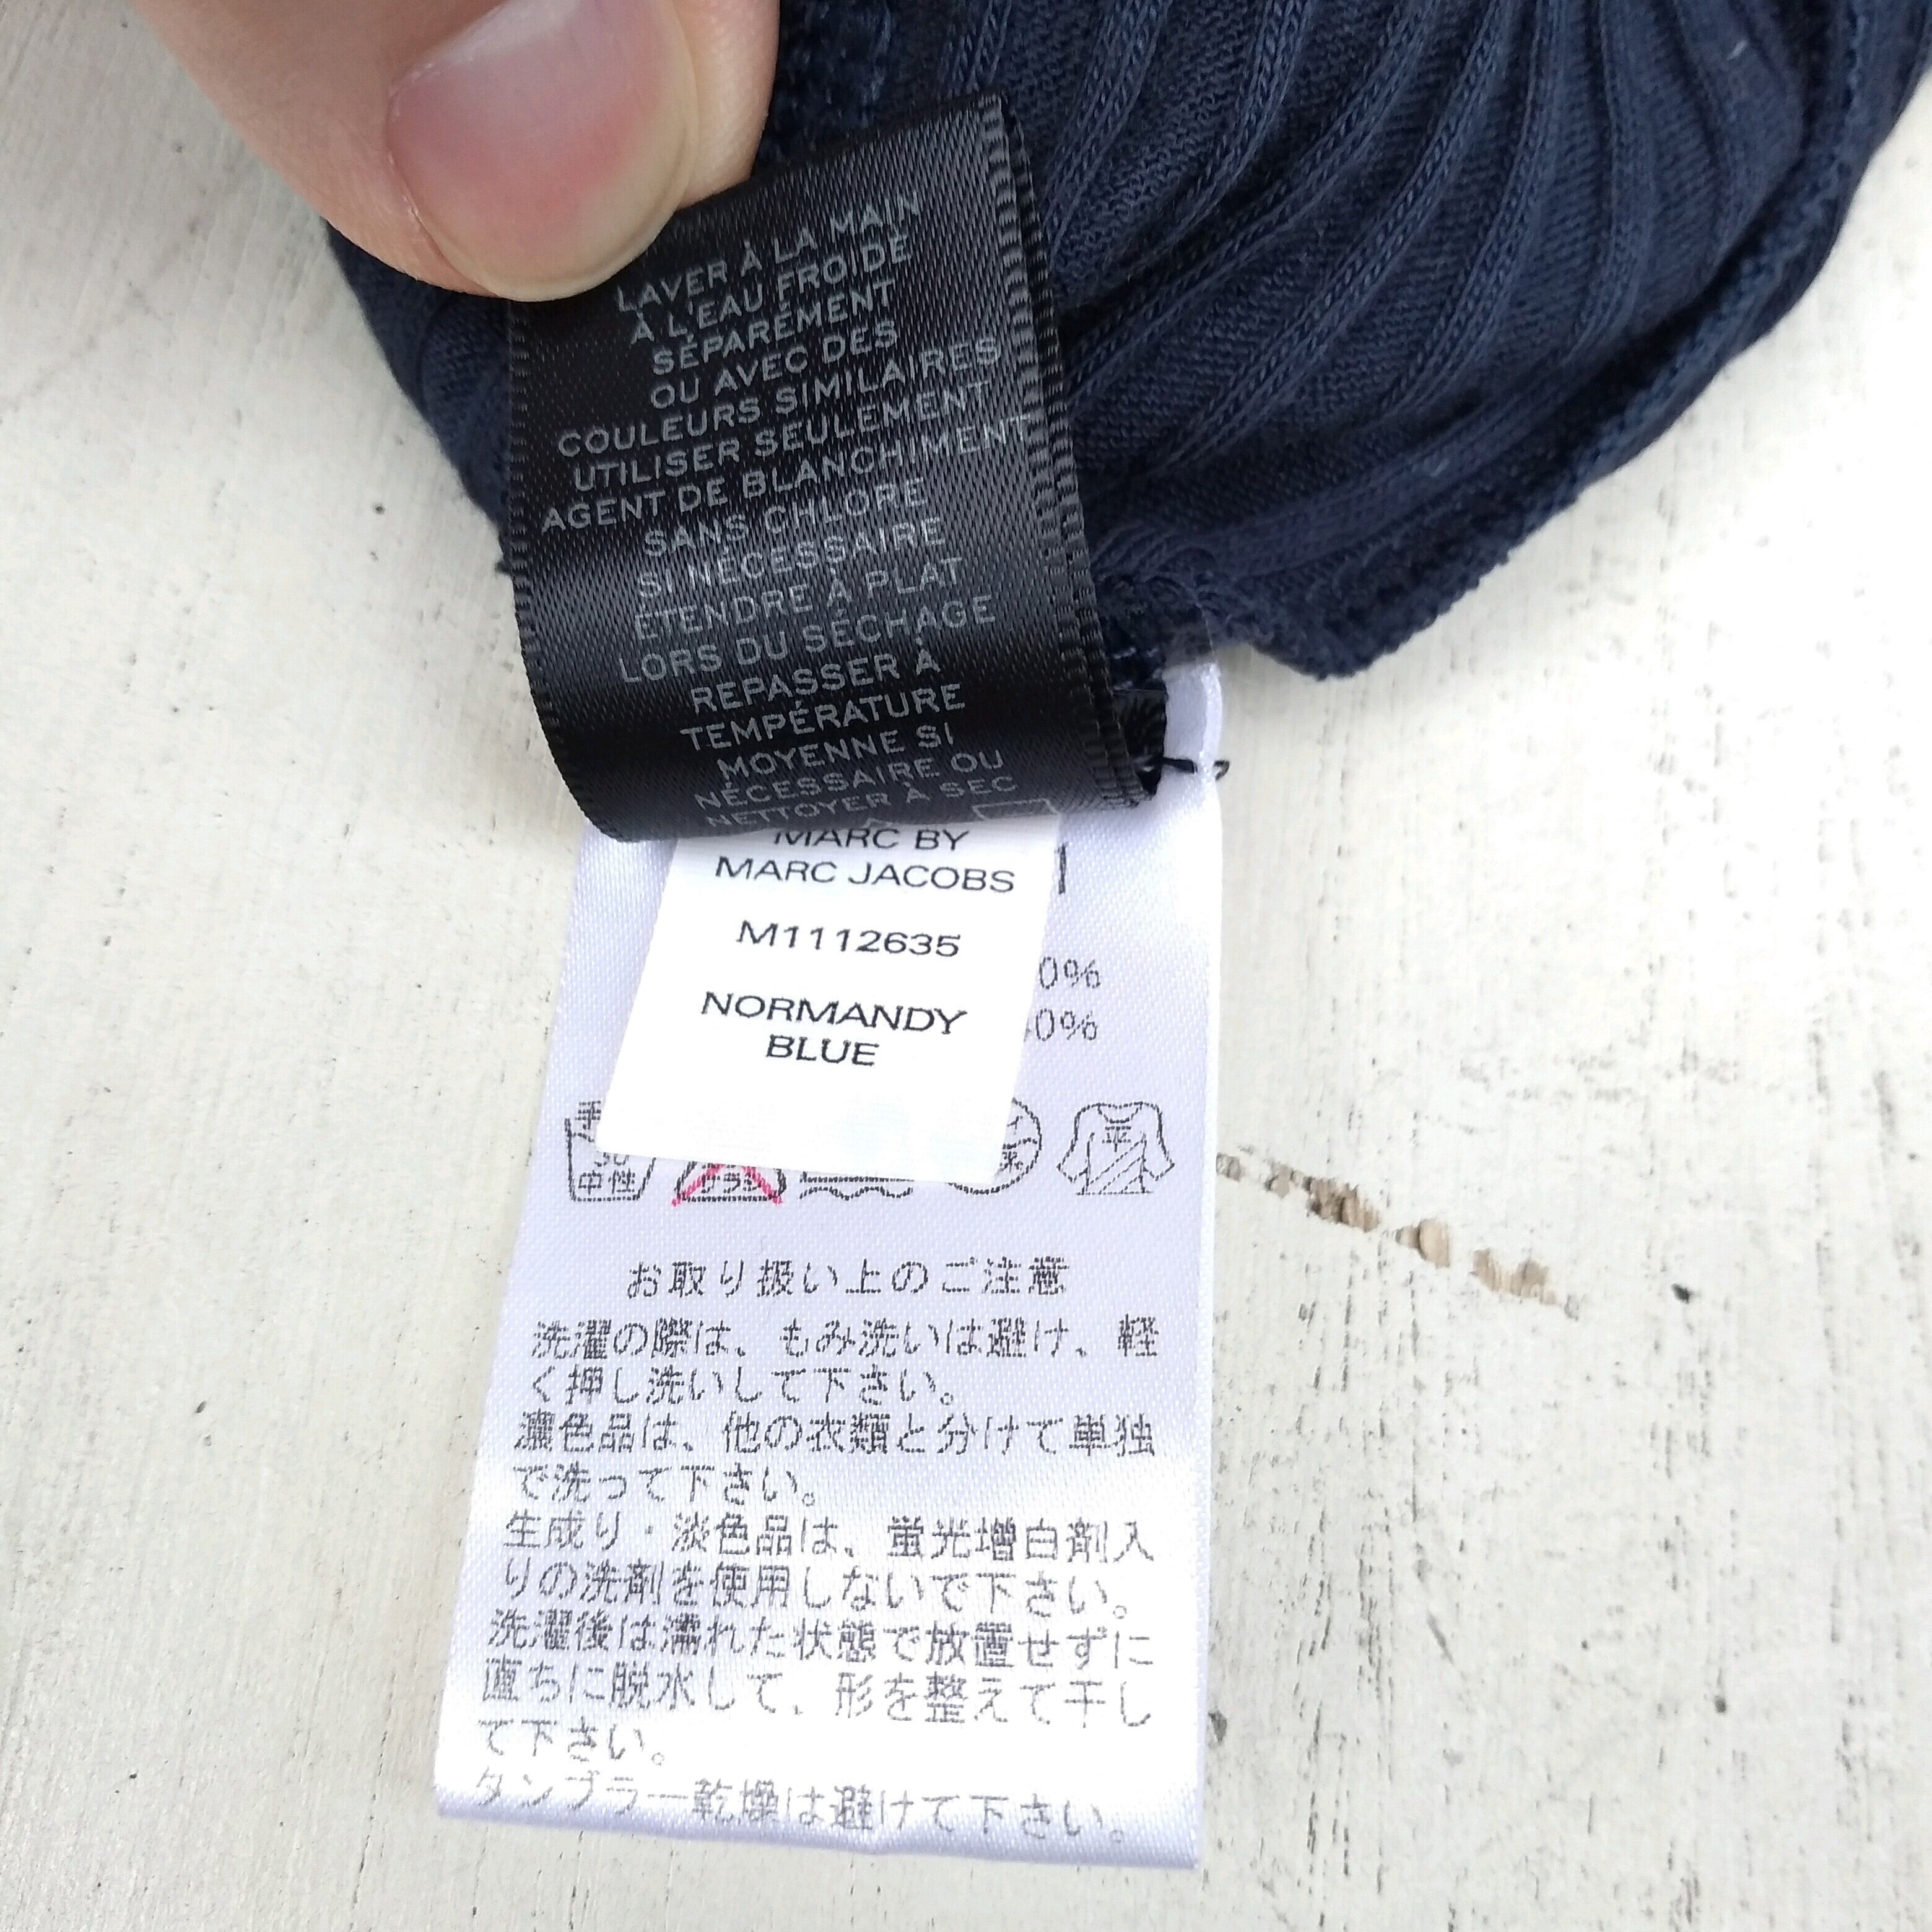 LAVER À LA MAIN
À L'EAU FROIDE
SÉPARÉMENT
OU AVEC DES
COULEURS SIMILAIRES
UTILISER SEULEMENT
AGENT DE BLANCHIMENT
SANS CHLORE
SI NÉCESSAIRE
ÉTENDRE À PLAT
LORS DU SÉCHAGE
REPASSER À
TEMPÉRATURE
MOYENNE SI
NÉCESSAIRE OU
NETTOYER À SEC
MARC BY
MARC JACOBS
M1112635
NORMANDY
BLUE
0%
0%
中性
平
お取り扱い上のご注意
洗濯の際は、もみ洗いは避け、軽
く押し洗いして下さい。
濃色品は、他の衣類と分けて単独
で洗って下さい。
生成り・淡色品は、蛍光増白剤入
りの洗剤を使用しないで下さい。
洗濯後は濡れた状態で放置せずに
直ちに脱水して、形を整えて干し
て下さい。
タンブラー乾燥は避けて下さい。